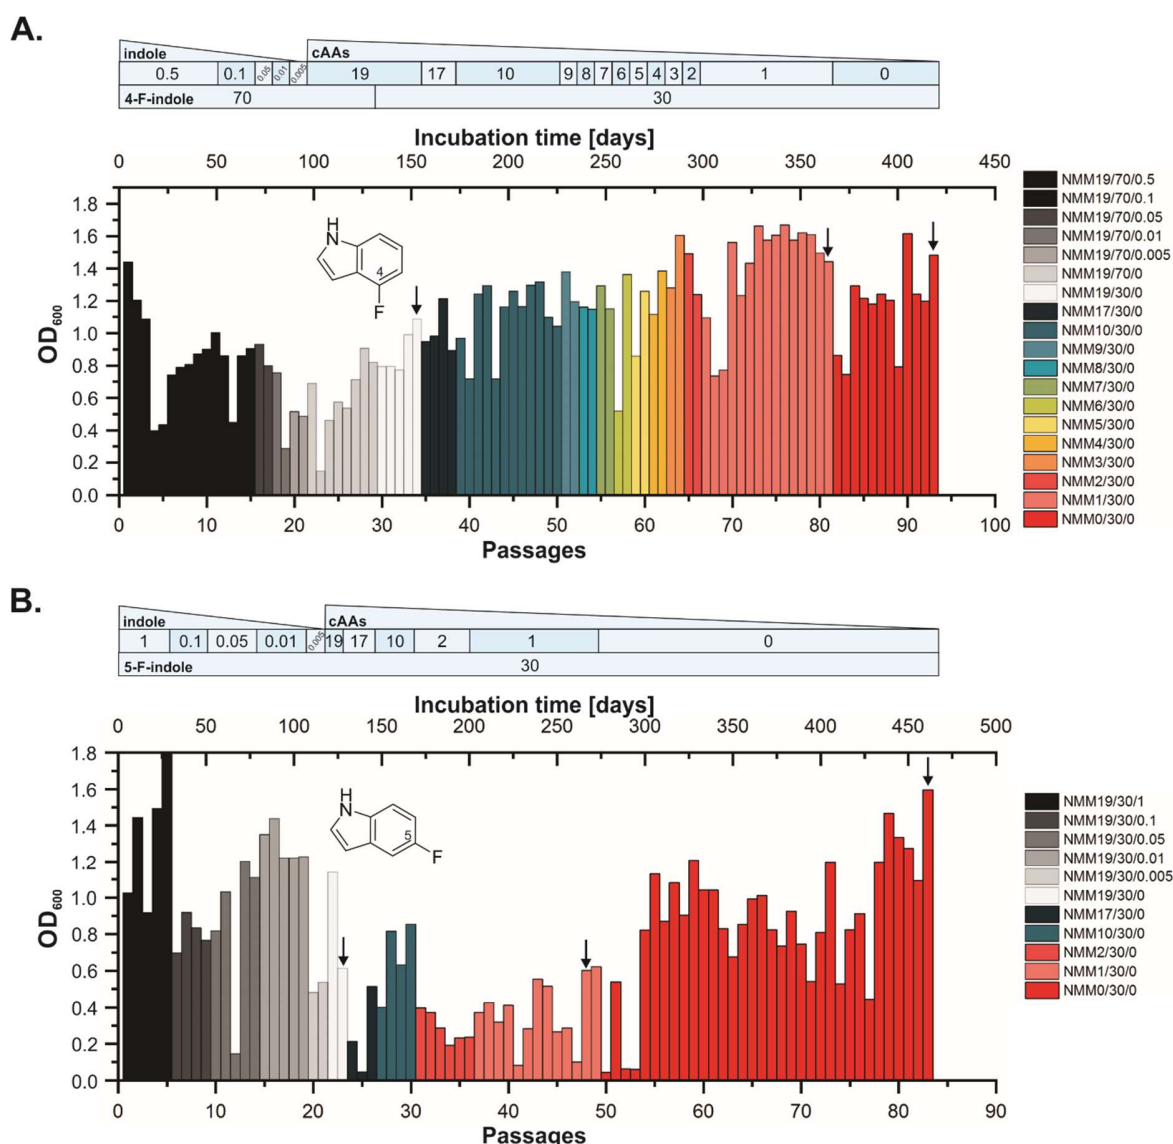 A.
indole cAAs
0.5 0.1 0.05 0.01 0.005 19 17 10 9 8 7 6 5 4 3 2 1 0
4-F-indole 70 30
Incubation time [days]
0 50 100 150 200 250 300 350 400 450
1.8
1.6
1.4
1.2
1.0
0.8
0.6
0.4
0.2
0.0
OD600
H
N
4
F
0 10 20 30 40 50 60 70 80 90 100
Passages
NMM19/70/0.5
NMM19/70/0.1
NMM19/70/0.05
NMM19/70/0.01
NMM19/70/0.005
NMM19/70/0
NMM19/30/0
NMM17/30/0
NMM10/30/0
NMM9/30/0
NMM8/30/0
NMM7/30/0
NMM6/30/0
NMM5/30/0
NMM4/30/0
NMM3/30/0
NMM2/30/0
NMM1/30/0
NMM0/30/0
B.
indole cAAs
1 0.1 0.05 0.01 0.005 19 17 10 2 1 0
5-F-indole 30
Incubation time [days]
0 50 100 150 200 250 300 350 400 450 500
1.8
1.6
1.4
1.2
1.0
0.8
0.6
0.4
0.2
0.0
OD600
H
N
5
F
0 10 20 30 40 50 60 70 80 90
Passages
NMM19/30/1
NMM19/30/0.1
NMM19/30/0.05
NMM19/30/0.01
NMM19/30/0.005
NMM19/30/0
NMM17/30/0
NMM10/30/0
NMM2/30/0
NMM1/30/0
NMM0/30/0